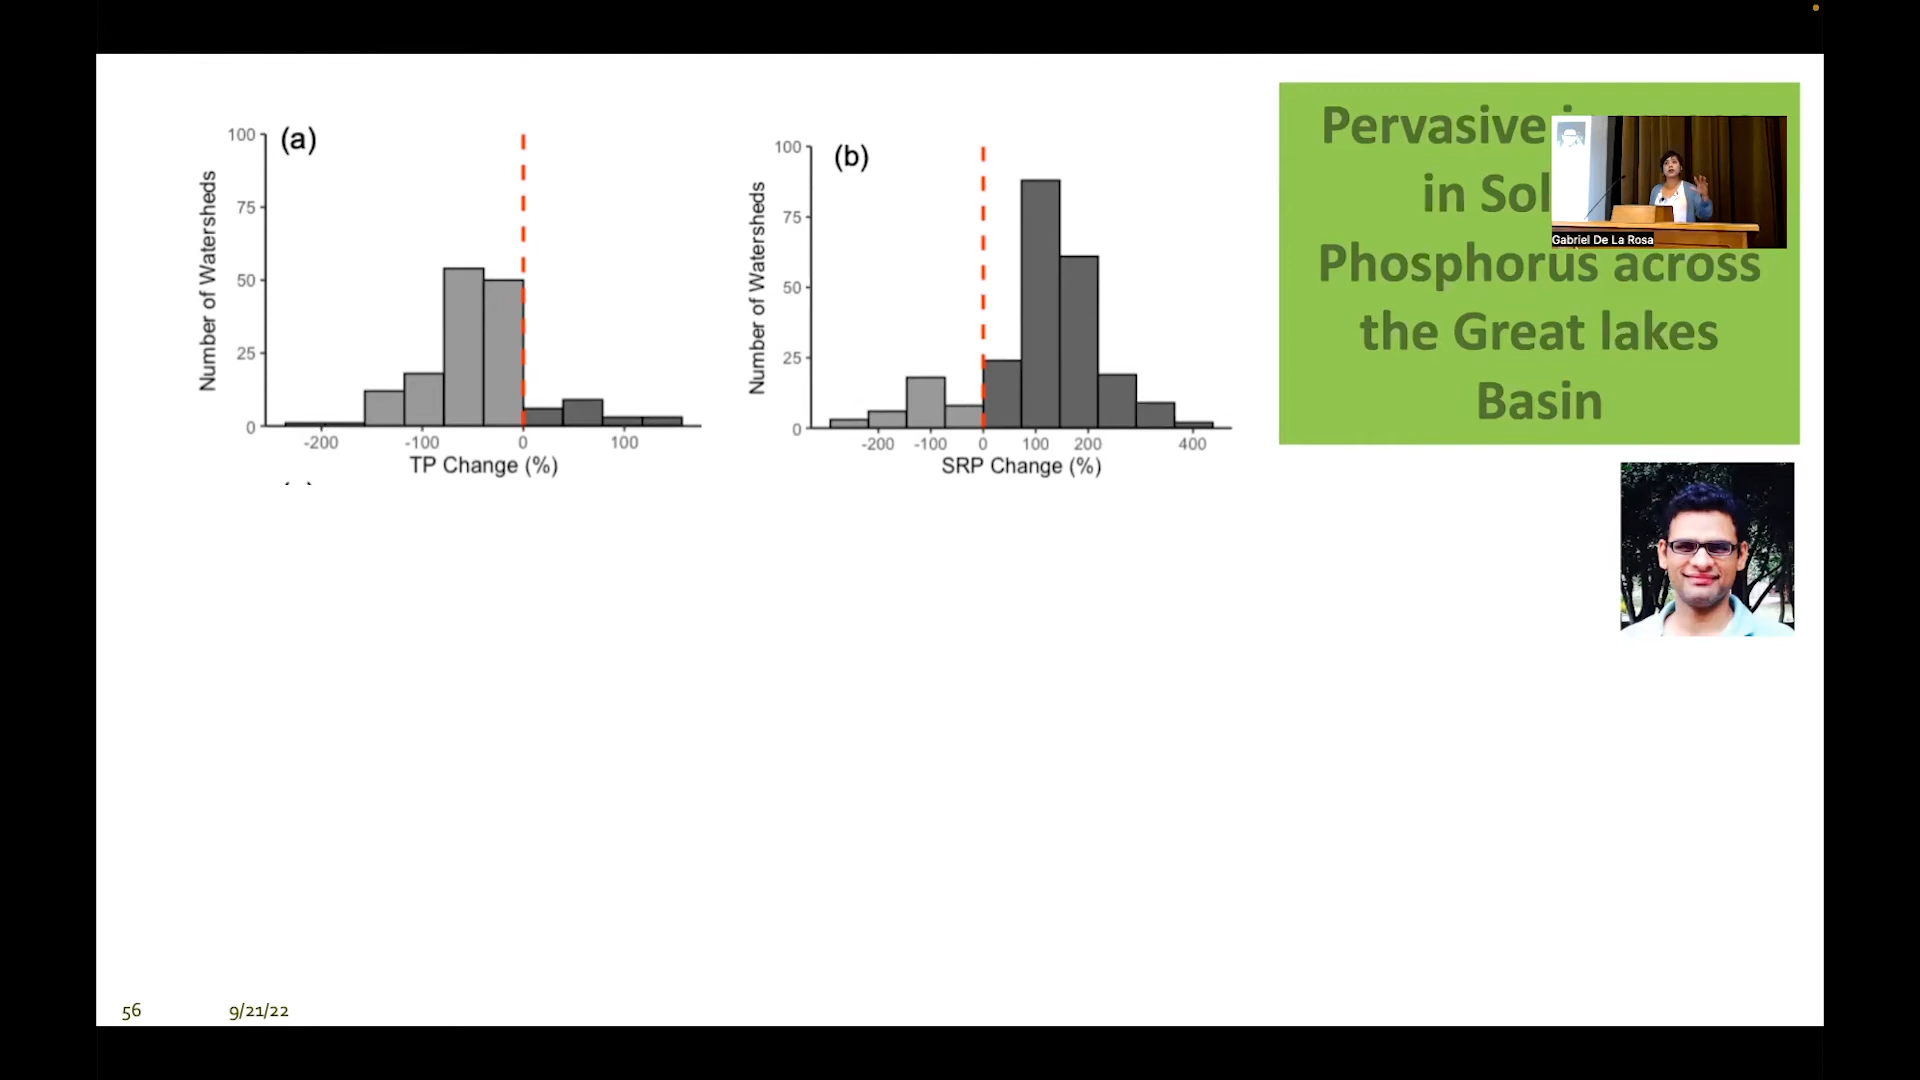 (a)
100
75
50
25
0
Number of Watersheds
-200 -100 0 100
TP Change (%)
(b)
100
75
50
25
0
Number of Watersheds
-200 -100 0 100 200 400
SRP Change (%)
Pervasive
in Sol
Phosphorus across
the Great lakes
Basin
Gabriel De La Rosa
56 9/21/22